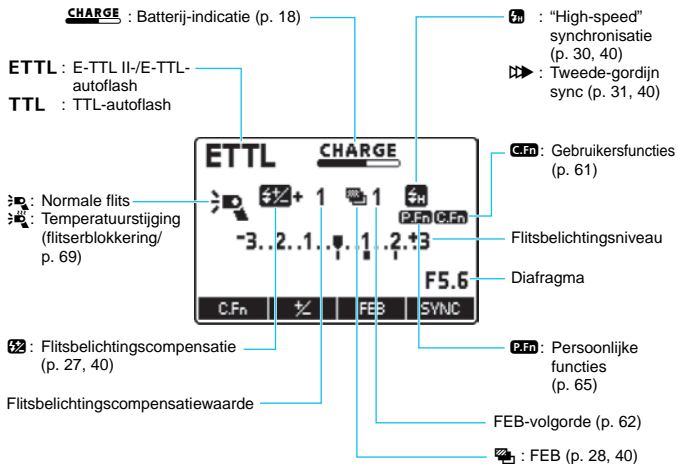 CHARGE : Batterij-indicatie (p. 18)
: “High-speed”
synchronisatie
(p. 30, 40)
: Tweede-gordijn
sync (p. 31, 40)
ETTL : E-TTL II-/E-TTL-
autoflash
TTL : TTL-autoflash
C.Fn : Gebruikersfuncties
(p. 61)
ETTL CHARGE
+ 1 1
P.Fn C.Fn
-3..2..1....1..2.+3
F5.6
C.Fn +/- FEB SYNC
: Normale flits
: Temperatuurstijging
(flitserblokkering/
p. 69)
Flitsbelichtingsniveau
Diafragma
: Flitsbelichtingscompensatie
(p. 27, 40)
Flitsbelichtingscompensatiewaarde
P.Fn : Persoonlijke
functies
(p. 65)
FEB-volgorde (p. 62)
: FEB (p. 28, 40)